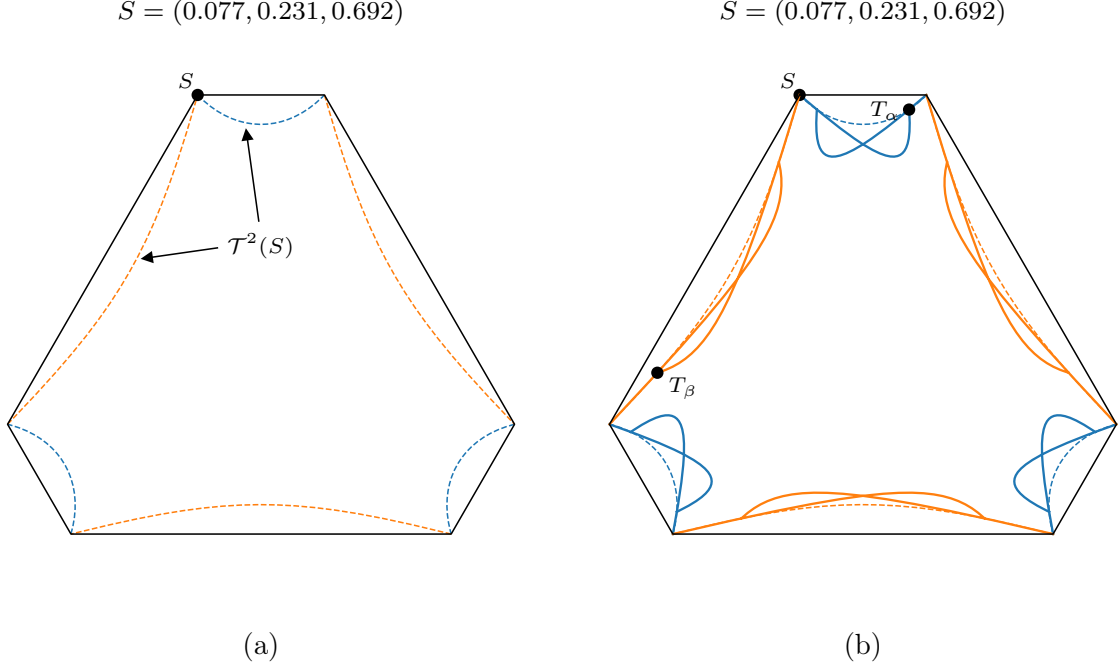 S = (0.077, 0.231, 0.692)
S
𝒯²(S)
(a)
S = (0.077, 0.231, 0.692)
S
T_α
T_β
(b)